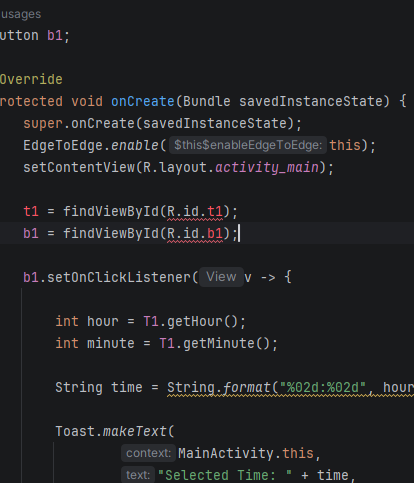 usages
utton b1;
Override
rotected void onCreate(Bundle savedInstanceState) {
super.onCreate(savedInstanceState);
EdgeToEdge.enable( $this$enableEdgeToEdge: this);
setContentView(R.layout.activity_main);
t1 = findViewById(R.id.t1);
b1 = findViewById(R.id.b1);
b1.setOnClickListener( View v -> {
int hour = T1.getHour();
int minute = T1.getMinute();
String time = String.format("%02d:%02d", hour
Toast.makeText(
context: MainActivity.this,
text: "Selected Time: " + time,